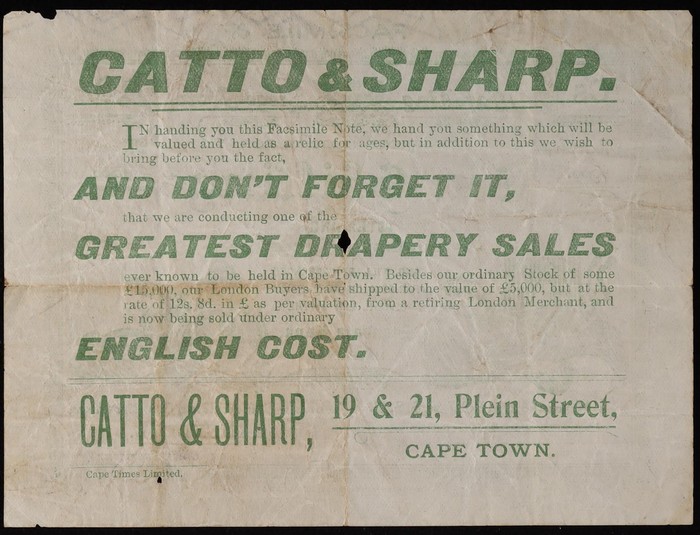 CATTO & SHARP.
IN handing you this Facsimile Note, we hand you something which will be
valued and held as a relic for ages, but in addition to this we wish to
bring before you the fact,
AND DON'T FORGET IT,
that we are conducting one of the
GREATEST DRAPERY SALES
ever known to be held in Cape Town. Besides our ordinary Stock of some
£15,000, our London Buyers have shipped to the value of £5,000, but at the
rate of 12s. 8d. in £ as per valuation, from a retiring London Merchant, and
is now being sold under ordinary
ENGLISH COST.
CATTO & SHARP, 19 & 21, Plein Street,
CAPE TOWN.
Cape Times Limited.